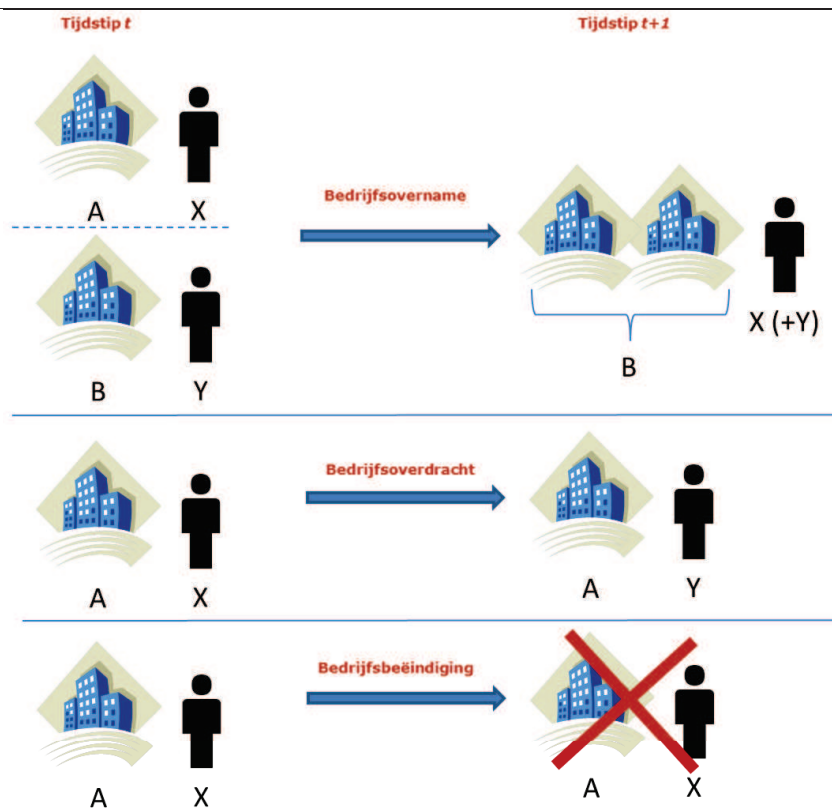 Tijdstip t
Tijdstip t+1
A X
Bedrijfsovername
B Y
B
X (+Y)
Bedrijfsoverdracht
A X
A Y
Bedrijfsbeëindiging
A X
A X